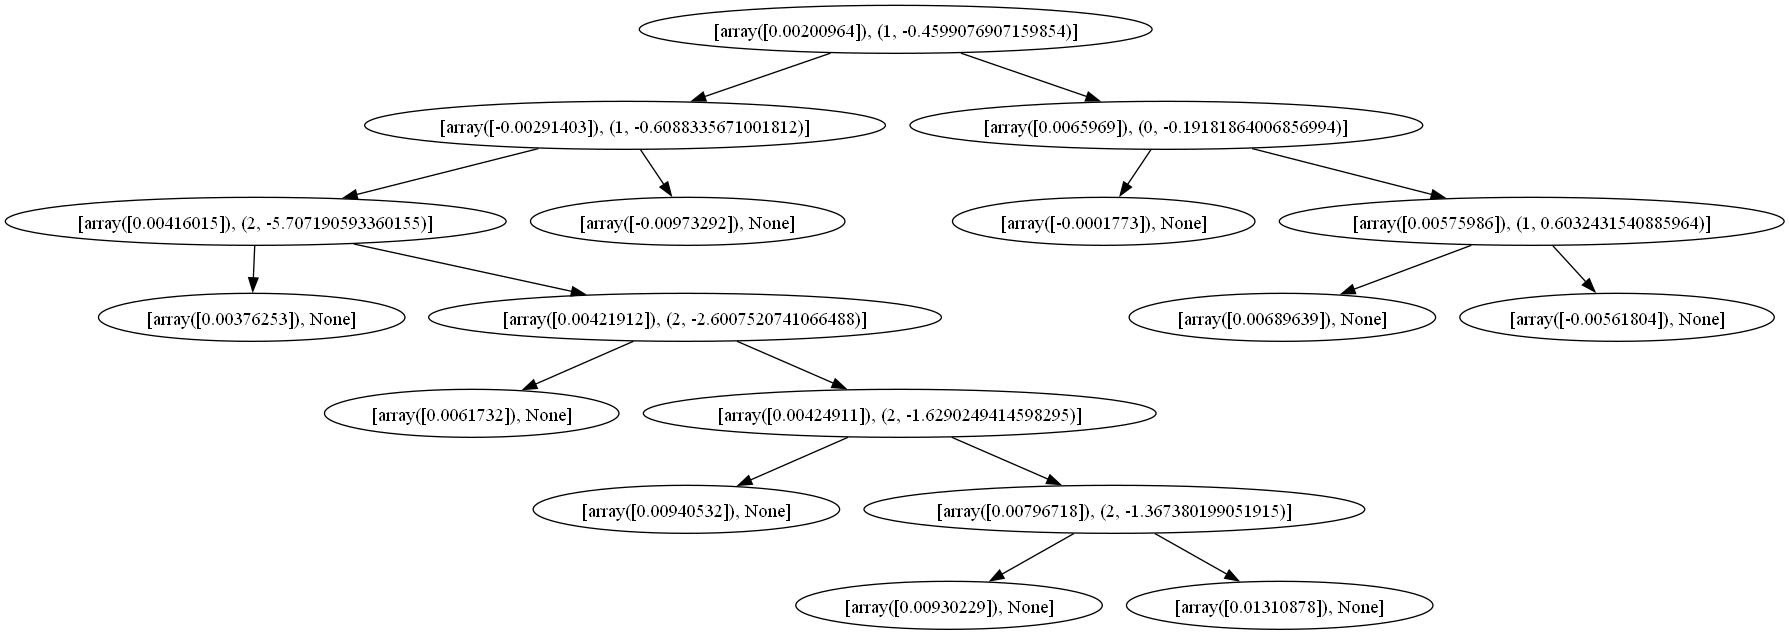 [array([0.00200964]), (1, -0.4599076907159854)]
[array([-0.00291403]), (1, -0.6088335671001812)]
[array([0.0065969]), (0, -0.19181864006856994)]
[array([0.00416015]), (2, -5.707190593360155)]
[array([-0.00973292]), None]
[array([-0.0001773]), None]
[array([0.00575986]), (1, 0.6032431540885964)]
[array([0.00376253]), None]
[array([0.00421912]), (2, -2.6007520741066488)]
[array([0.00689639]), None]
[array([-0.00561804]), None]
[array([0.0061732]), None]
[array([0.00424911]), (2, -1.6290249414598295)]
[array([0.00940532]), None]
[array([0.00796718]), (2, -1.367380199051915)]
[array([0.00930229]), None]
[array([0.01310878]), None]